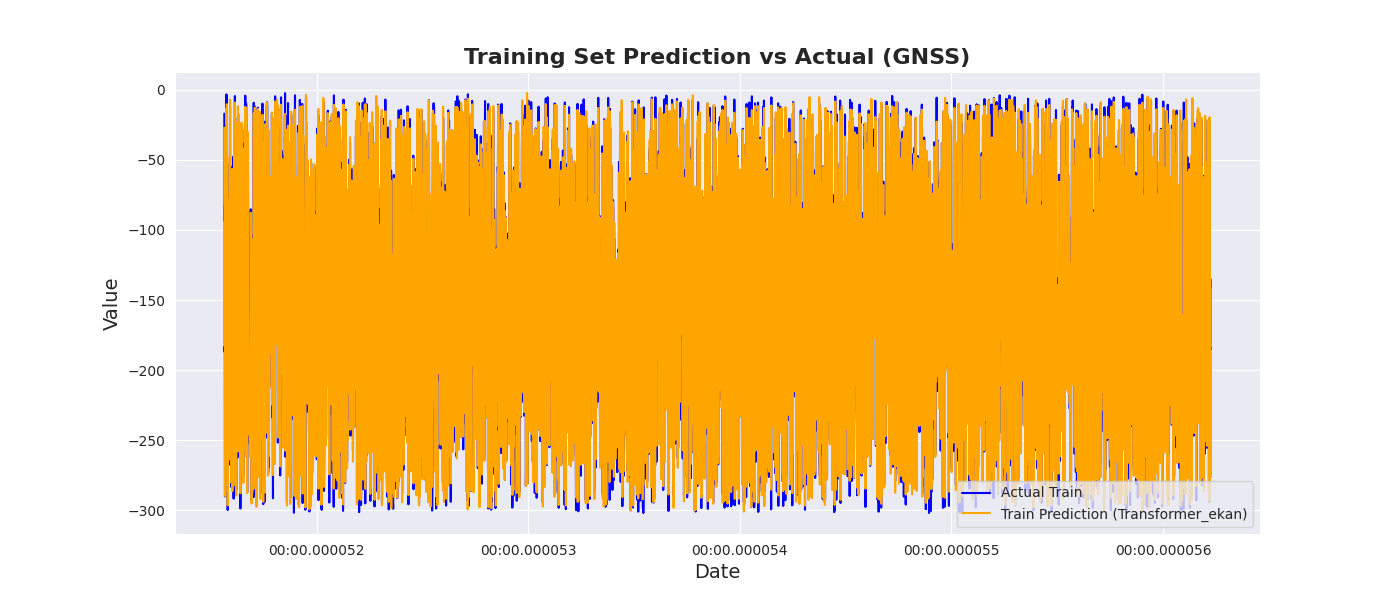 Training Set Prediction vs Actual (GNSS)
Value
0
−50
−100
−150
−200
−250
−300
Actual Train
Train Prediction (Transformer_ekan)
00:00.000052
00:00.000053
00:00.000054
00:00.000055
00:00.000056
Date